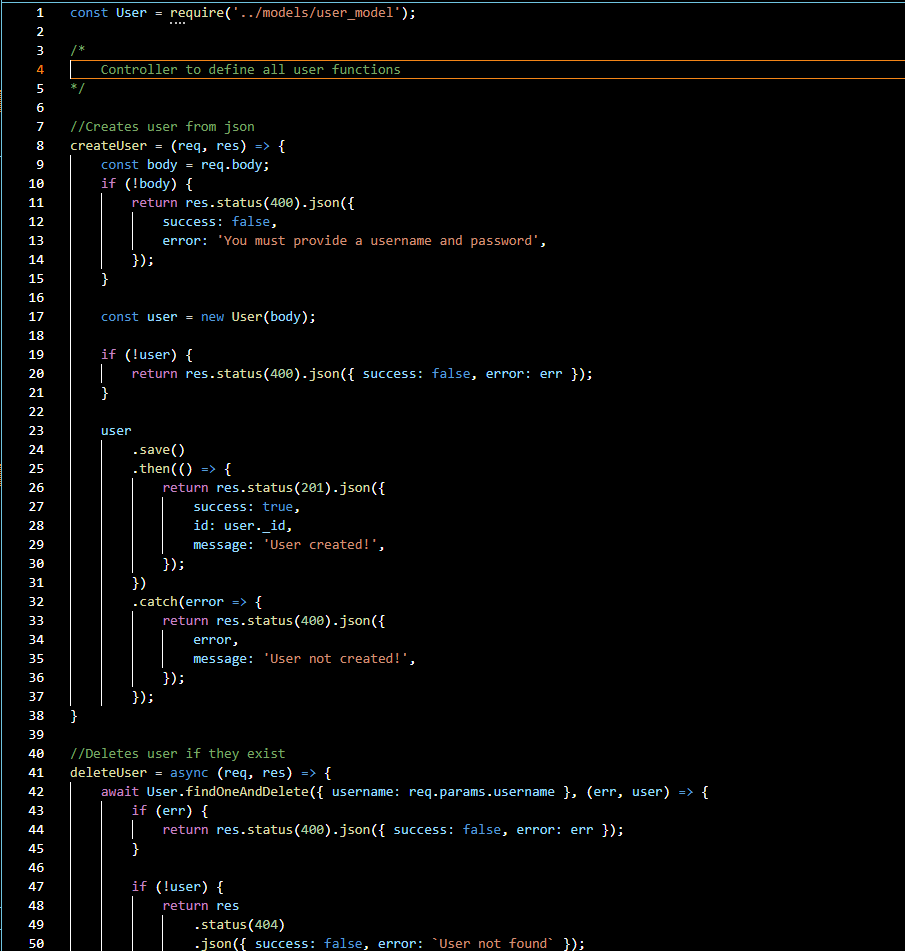 1 const User = require('../models/user_model');
2
3 /*
4     Controller to define all user functions
5 */
6
7 //Creates user from json
8 createUser = (req, res) => {
9     const body = req.body;
10     if (!body) {
11         return res.status(400).json({
12             success: false,
13             error: 'You must provide a username and password',
14         });
15     }
16
17     const user = new User(body);
18
19     if (!user) {
20         return res.status(400).json({ success: false, error: err });
21     }
22
23     user
24         .save()
25         .then(() => {
26             return res.status(201).json({
27                 success: true,
28                 id: user._id,
29                 message: 'User created!',
30             });
31         })
32         .catch(error => {
33             return res.status(400).json({
34                 error,
35                 message: 'User not created!',
36             });
37         });
38 }
39
40 //Deletes user if they exist
41 deleteUser = async (req, res) => {
42     await User.findOneAndDelete({ username: req.params.username }, (err, user) => {
43         if (err) {
44             return res.status(400).json({ success: false, error: err });
45         }
46
47         if (!user) {
48             return res
49                 .status(404)
50                 .json({ success: false, error: `User not found` });